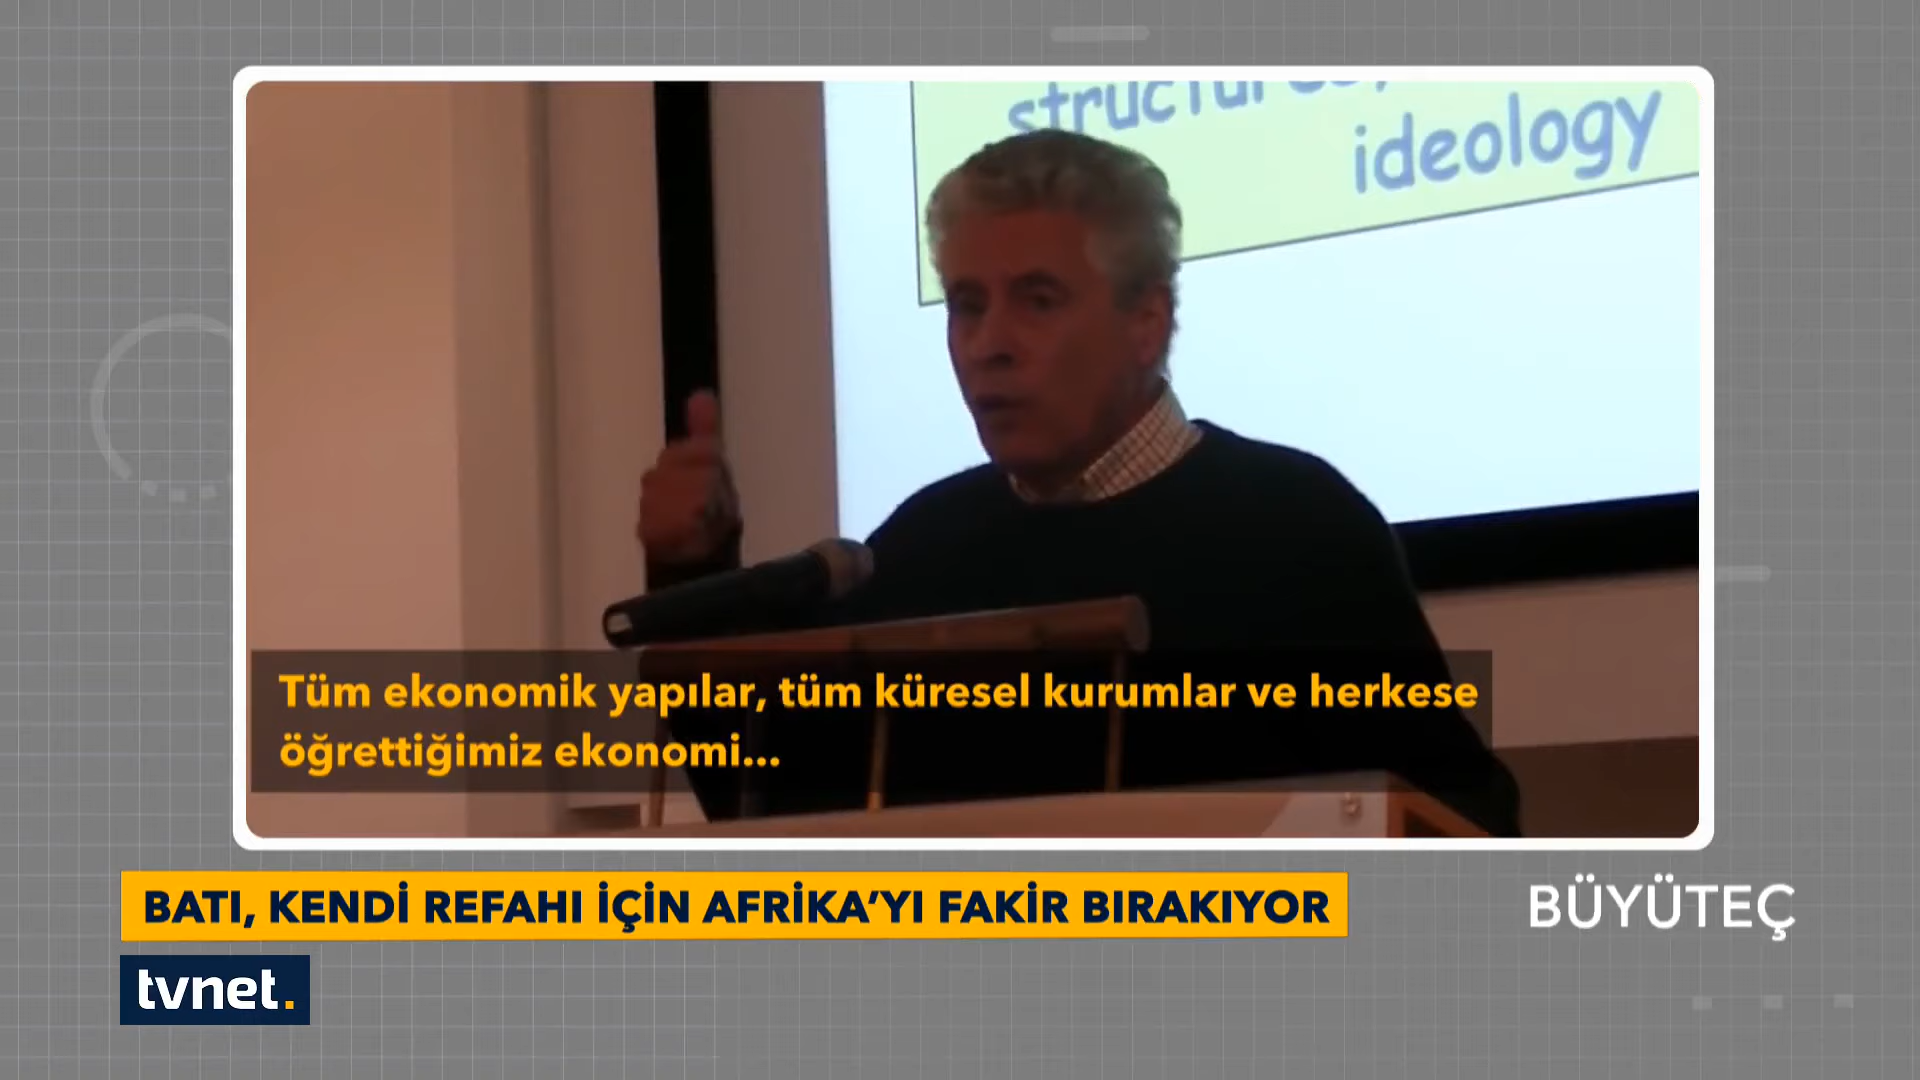 ideology
Tüm ekonomik yapılar, tüm küresel kurumlar ve herkese
öğrettiğimiz ekonomi...
BATI, KENDİ REFAHI İÇİN AFRİKA'YI FAKİR BIRAKIYOR
BÜYÜTEÇ
tvnet.